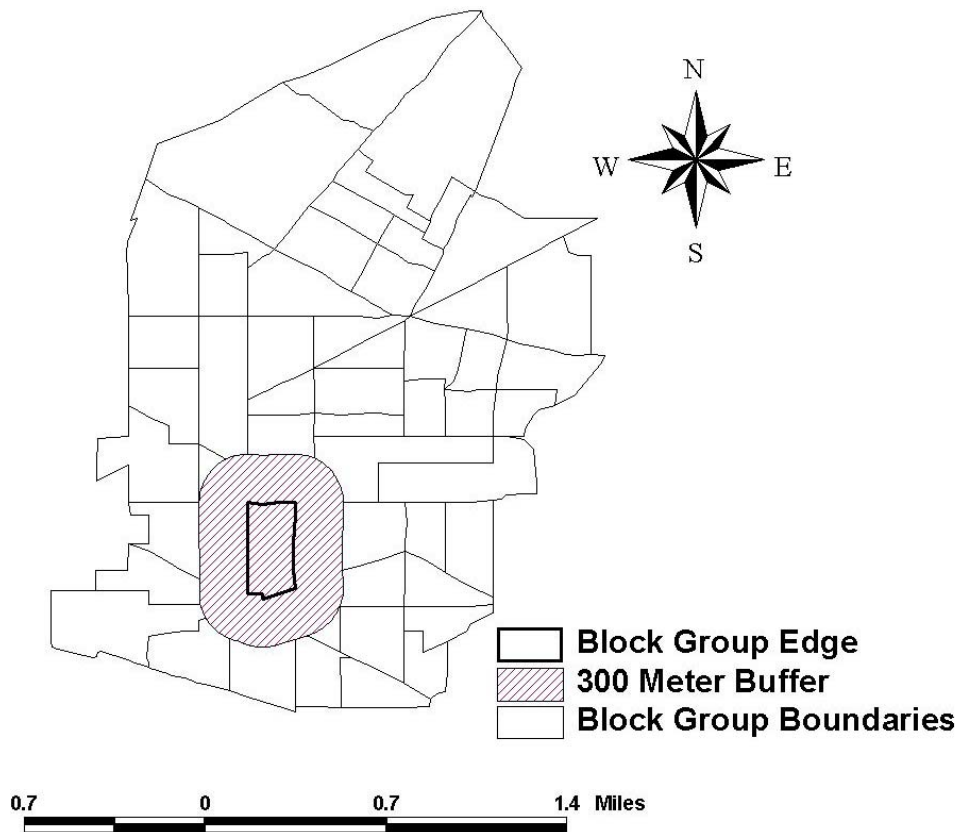 N
W E
S
Block Group Edge
300 Meter Buffer
Block Group Boundaries
0.7 0 0.7 1.4 Miles